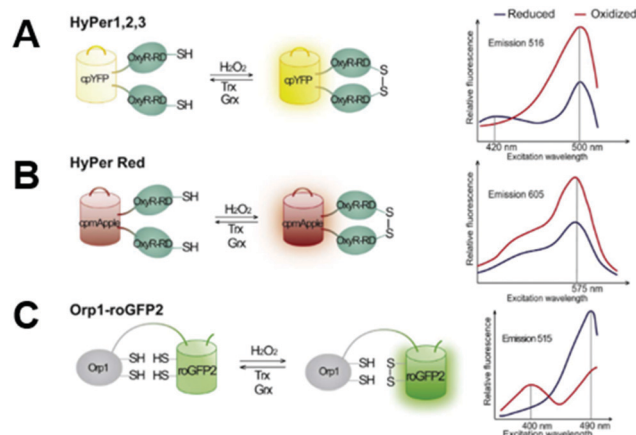 A
HyPer1,2,3
cpYFP
OxyR-RD
SH
OxyR-RD
SH
H₂O₂
Trx
Grx
cpYFP
OxyR-RD
S
S
OxyR-RD
Reduced
Oxidized
Emission 516
Relative fluorescence
420 nm
500 nm
Excitation wavelength
B
HyPer Red
cpmApple
OxyR-RD
SH
OxyR-RD
SH
H₂O₂
Trx
Grx
cpmApple
OxyR-RD
S
S
OxyR-RD
Emission 605
Relative fluorescence
575 nm
Excitation wavelength
C
Orp1-roGFP2
Orp1
SH HS
SH HS
roGFP2
H₂O₂
Trx
Grx
Orp1
SH S
SH S
roGFP2
Emission 515
Relative fluorescence
400 nm
490 nm
Excitation wavelength